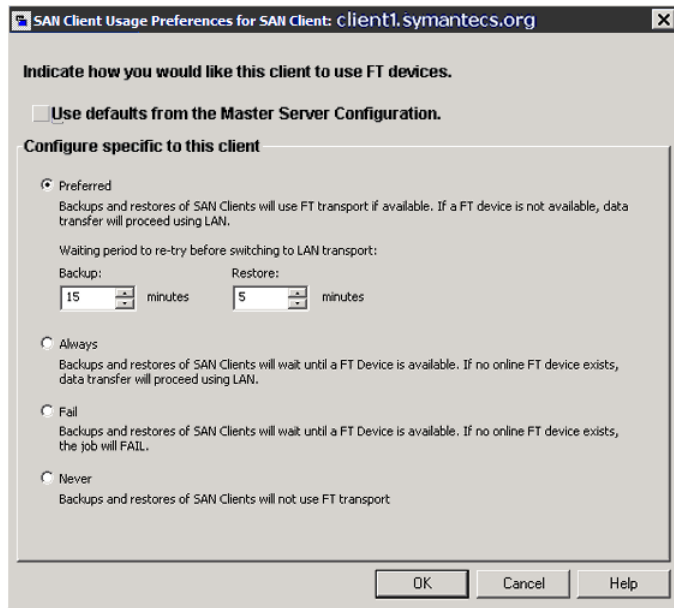 SAN Client Usage Preferences for SAN Client: client1.symantecs.org
Indicate how you would like this client to use FT devices.
Use defaults from the Master Server Configuration.
Configure specific to this client
Preferred
Backups and restores of SAN Clients will use FT transport if available. If a FT device is not available, data
transfer will proceed using LAN.
Waiting period to re-try before switching to LAN transport:
Backup: Restore:
15 minutes 5 minutes
Always
Backups and restores of SAN Clients will wait until a FT Device is available. If no online FT device exists,
data transfer will proceed using LAN.
Fail
Backups and restores of SAN Clients will wait until a FT Device is available. If no online FT device exists,
the job will FAIL.
Never
Backups and restores of SAN Clients will not use FT transport
OK Cancel Help